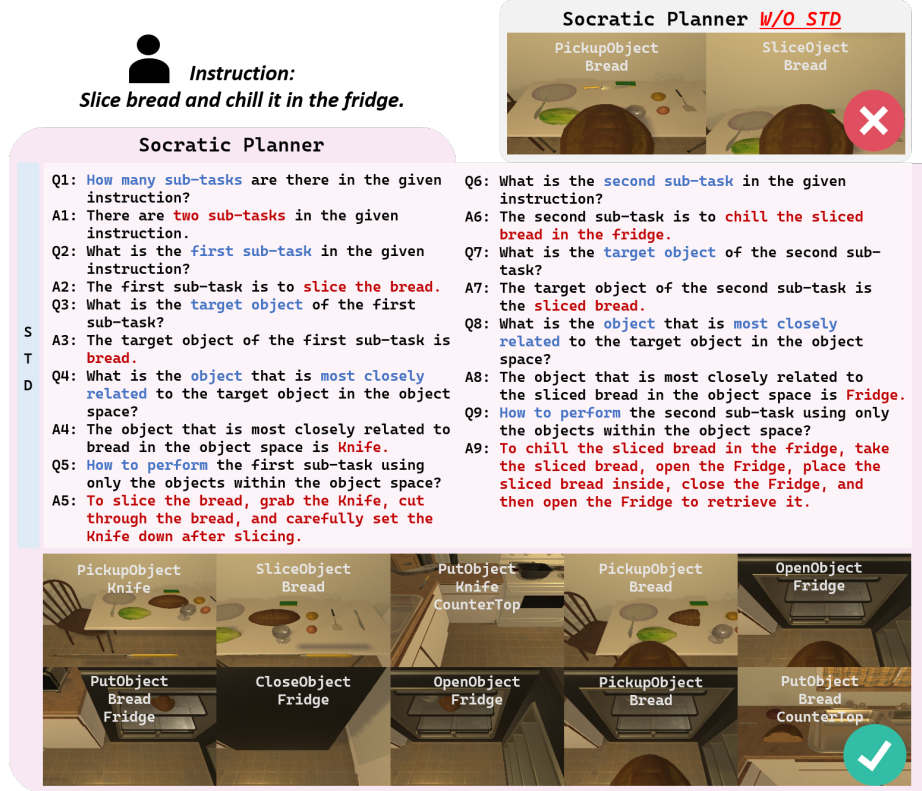 Socratic Planner W/O STD
PickupObject
Bread
SliceOject
Bread
Instruction:
Slice bread and chill it in the fridge.
Socratic Planner
S
T
D
Q1: How many sub-tasks are there in the given
instruction?
A1: There are two sub-tasks in the given
instruction.
Q2: What is the first sub-task in the given
instruction?
A2: The first sub-task is to slice the bread.
Q3: What is the target object of the first
sub-task?
A3: The target object of the first sub-task is
bread.
Q4: What is the object that is most closely
related to the target object in the object
space?
A4: The object that is most closely related to
bread in the object space is Knife.
Q5: How to perform the first sub-task using
only the objects within the object space?
A5: To slice the bread, grab the Knife, cut
through the bread, and carefully set the
Knife down after slicing.
Q6: What is the second sub-task in the given
instruction?
A6: The second sub-task is to chill the sliced
bread in the fridge.
Q7: What is the target object of the second sub-
task?
A7: The target object of the second sub-task is
the sliced bread.
Q8: What is the object that is most closely
related to the target object in the object
space?
A8: The object that is most closely related to
the sliced bread in the object space is Fridge.
Q9: How to perform the second sub-task using only
the objects within the object space?
A9: To chill the sliced bread in the fridge, take
the sliced bread, open the Fridge, place the
sliced bread inside, close the Fridge, and
then open the Fridge to retrieve it.
PickupObject
Knife
SliceObject
Bread
PutObject
Knife
CounterTop
PickupObject
Bread
OpenObject
Fridge
PutObject
Bread
Fridge
CloseObject
Fridge
OpenObject
Fridge
PickupObject
Bread
PutObject
Bread
CounterTop